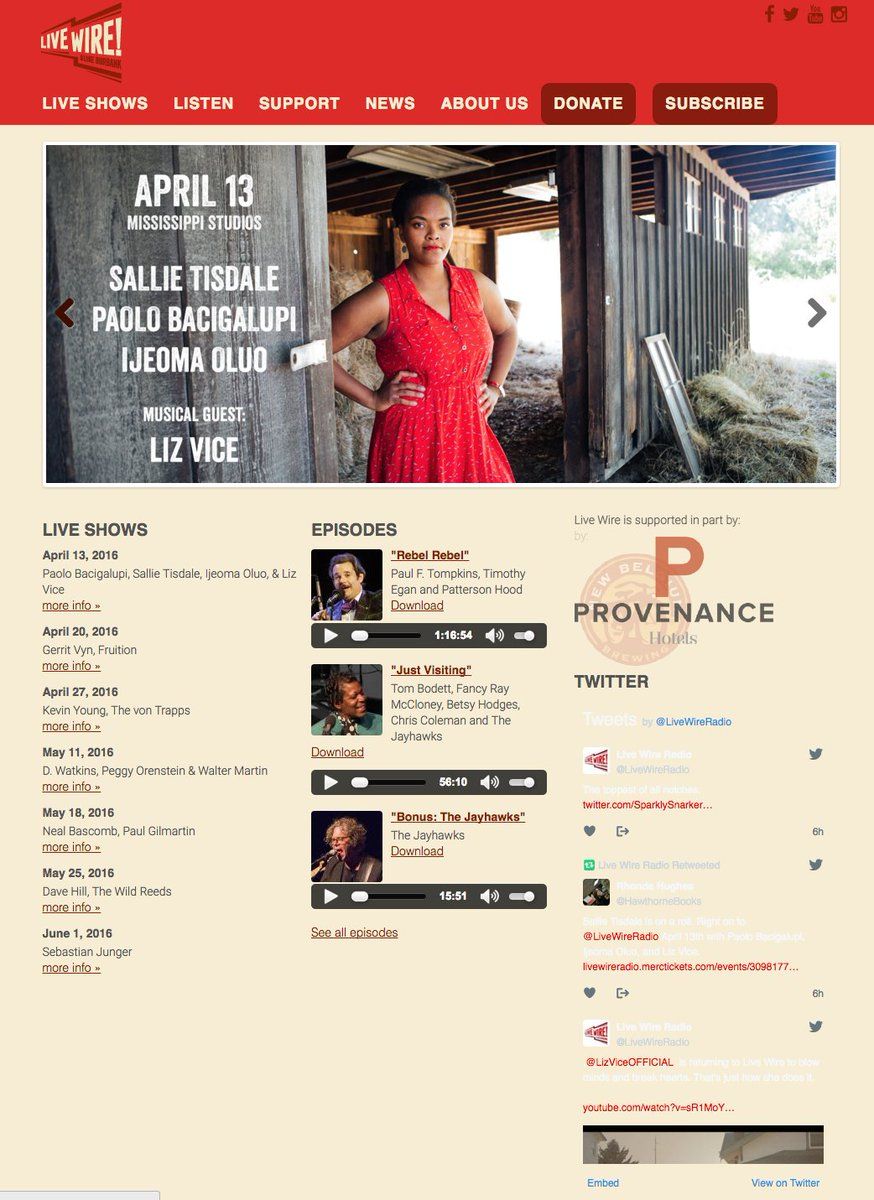 LIVE WIRE!
LUKE BURBANK
LIVE SHOWS
LISTEN
SUPPORT
NEWS
ABOUT US
DONATE
SUBSCRIBE
You
Tube
APRIL 13
MISSISSIPPI STUDIOS
SALLIE TISDALE
PAOLO BACIGALUPI
IJEOMA OLUO
MUSICAL GUEST:
LIZ VICE
LIVE SHOWS
April 13, 2016
Paolo Bacigalupi, Sallie Tisdale, Ijeoma Oluo, & Liz
Vice
more info »
April 20, 2016
Gerrit Vyn, Fruition
more info »
April 27, 2016
Kevin Young, The von Trapps
more info »
May 11, 2016
D. Watkins, Peggy Orenstein & Walter Martin
more info »
May 18, 2016
Neal Bascomb, Paul Gilmartin
more info »
May 25, 2016
Dave Hill, The Wild Reeds
more info »
June 1, 2016
Sebastian Junger
more info »
EPISODES
"Rebel Rebel"
Paul F. Tompkins, Timothy
Egan and Patterson Hood
Download
1:16:54
"Just Visiting"
Tom Bodett, Fancy Ray
McCloney, Betsy Hodges,
Chris Coleman and The
Jayhawks
Download
56:10
"Bonus: The Jayhawks"
The Jayhawks
Download
15:51
See all episodes
Live Wire is supported in part by:
by:
P
NEW BELGIUM
PROVENANCE
Hotels
BREWING
TWITTER
Tweets by @LiveWireRadio
Live Wire Radio
@LiveWireRadio
The toppest of all notches.
twitter.com/SparklySnarker…
6h
Live Wire Radio Retweeted
Rhonda Hughes
@HawthorneBooks
Sallie Tisdale is on a roll. Right on to
@LiveWireRadio April 13th with Paolo Bacigalupi,
Ijeoma Oluo, and Liz Vice.
livewireradio.merctickets.com/events/3098177…
6h
Live Wire Radio
@LiveWireRadio
@LizViceOFFICIAL is returning to Live Wire to blow
minds and break hearts. That's just how she does it.
youtube.com/watch?v=sR1MoY…
Embed
View on Twitter